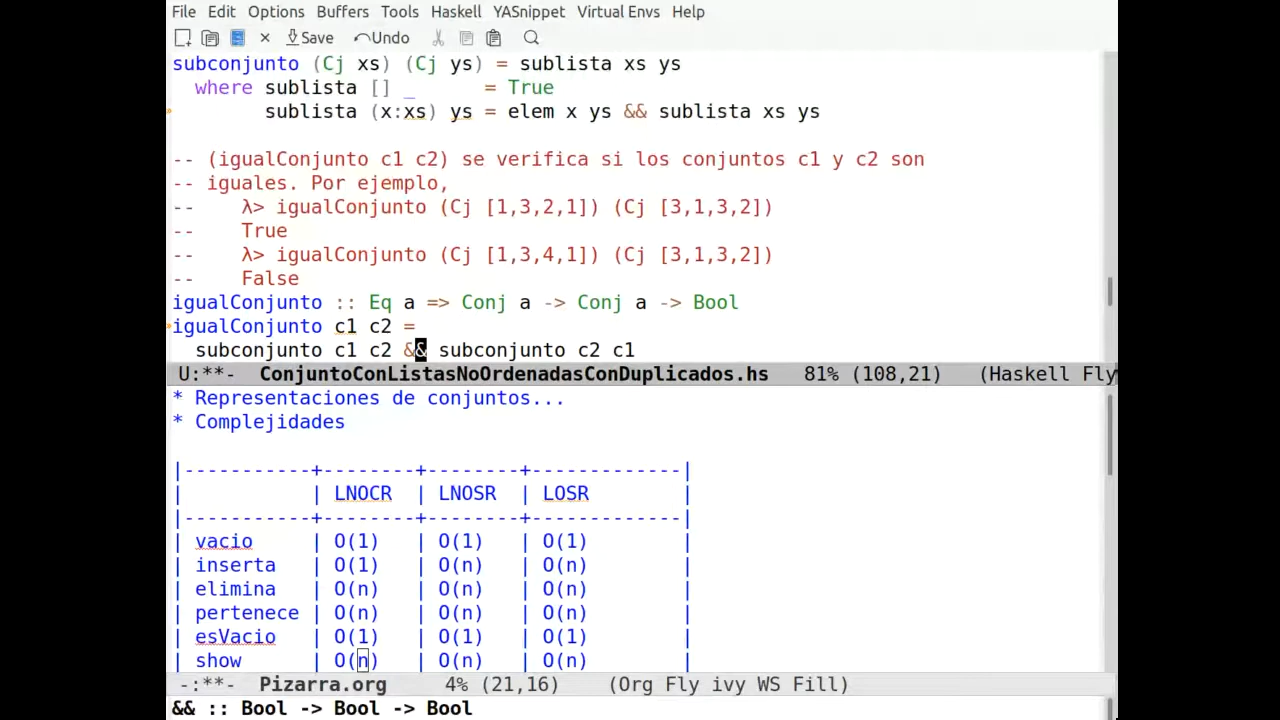 File Edit Options Buffers Tools Haskell YASnippet Virtual Envs Help
Save Undo
subconjunto (Cj xs) (Cj ys) = sublista xs ys
  where sublista [] _      = True
        sublista (x:xs) ys = elem x ys && sublista xs ys
-- (igualConjunto c1 c2) se verifica si los conjuntos c1 y c2 son
-- iguales. Por ejemplo,
--    λ> igualConjunto (Cj [1,3,2,1]) (Cj [3,1,3,2])
--    True
--    λ> igualConjunto (Cj [1,3,4,1]) (Cj [3,1,3,2])
--    False
igualConjunto :: Eq a => Conj a -> Conj a -> Bool
igualConjunto c1 c2 =
  subconjunto c1 c2 && subconjunto c2 c1
U:**-  ConjuntoConListasNoOrdenadasConDuplicados.hs   81% (108,21)   (Haskell Fly
* Representaciones de conjuntos...
* Complejidades
|-----------+--------+--------+-------------|
|           | LNOCR  | LNOSR  | LOSR        |
|-----------+--------+--------+-------------|
| vacio     | O(1)   | O(1)   | O(1)        |
| inserta   | O(1)   | O(n)   | O(n)        |
| elimina   | O(n)   | O(n)   | O(n)        |
| pertenece | O(n)   | O(n)   | O(n)        |
| esVacio   | O(1)   | O(1)   | O(1)        |
| show      | O(n)   | O(n)   | O(n)        |
-:**-  Pizarra.org      4% (21,16)    (Org Fly ivy WS Fill)
&& :: Bool -> Bool -> Bool